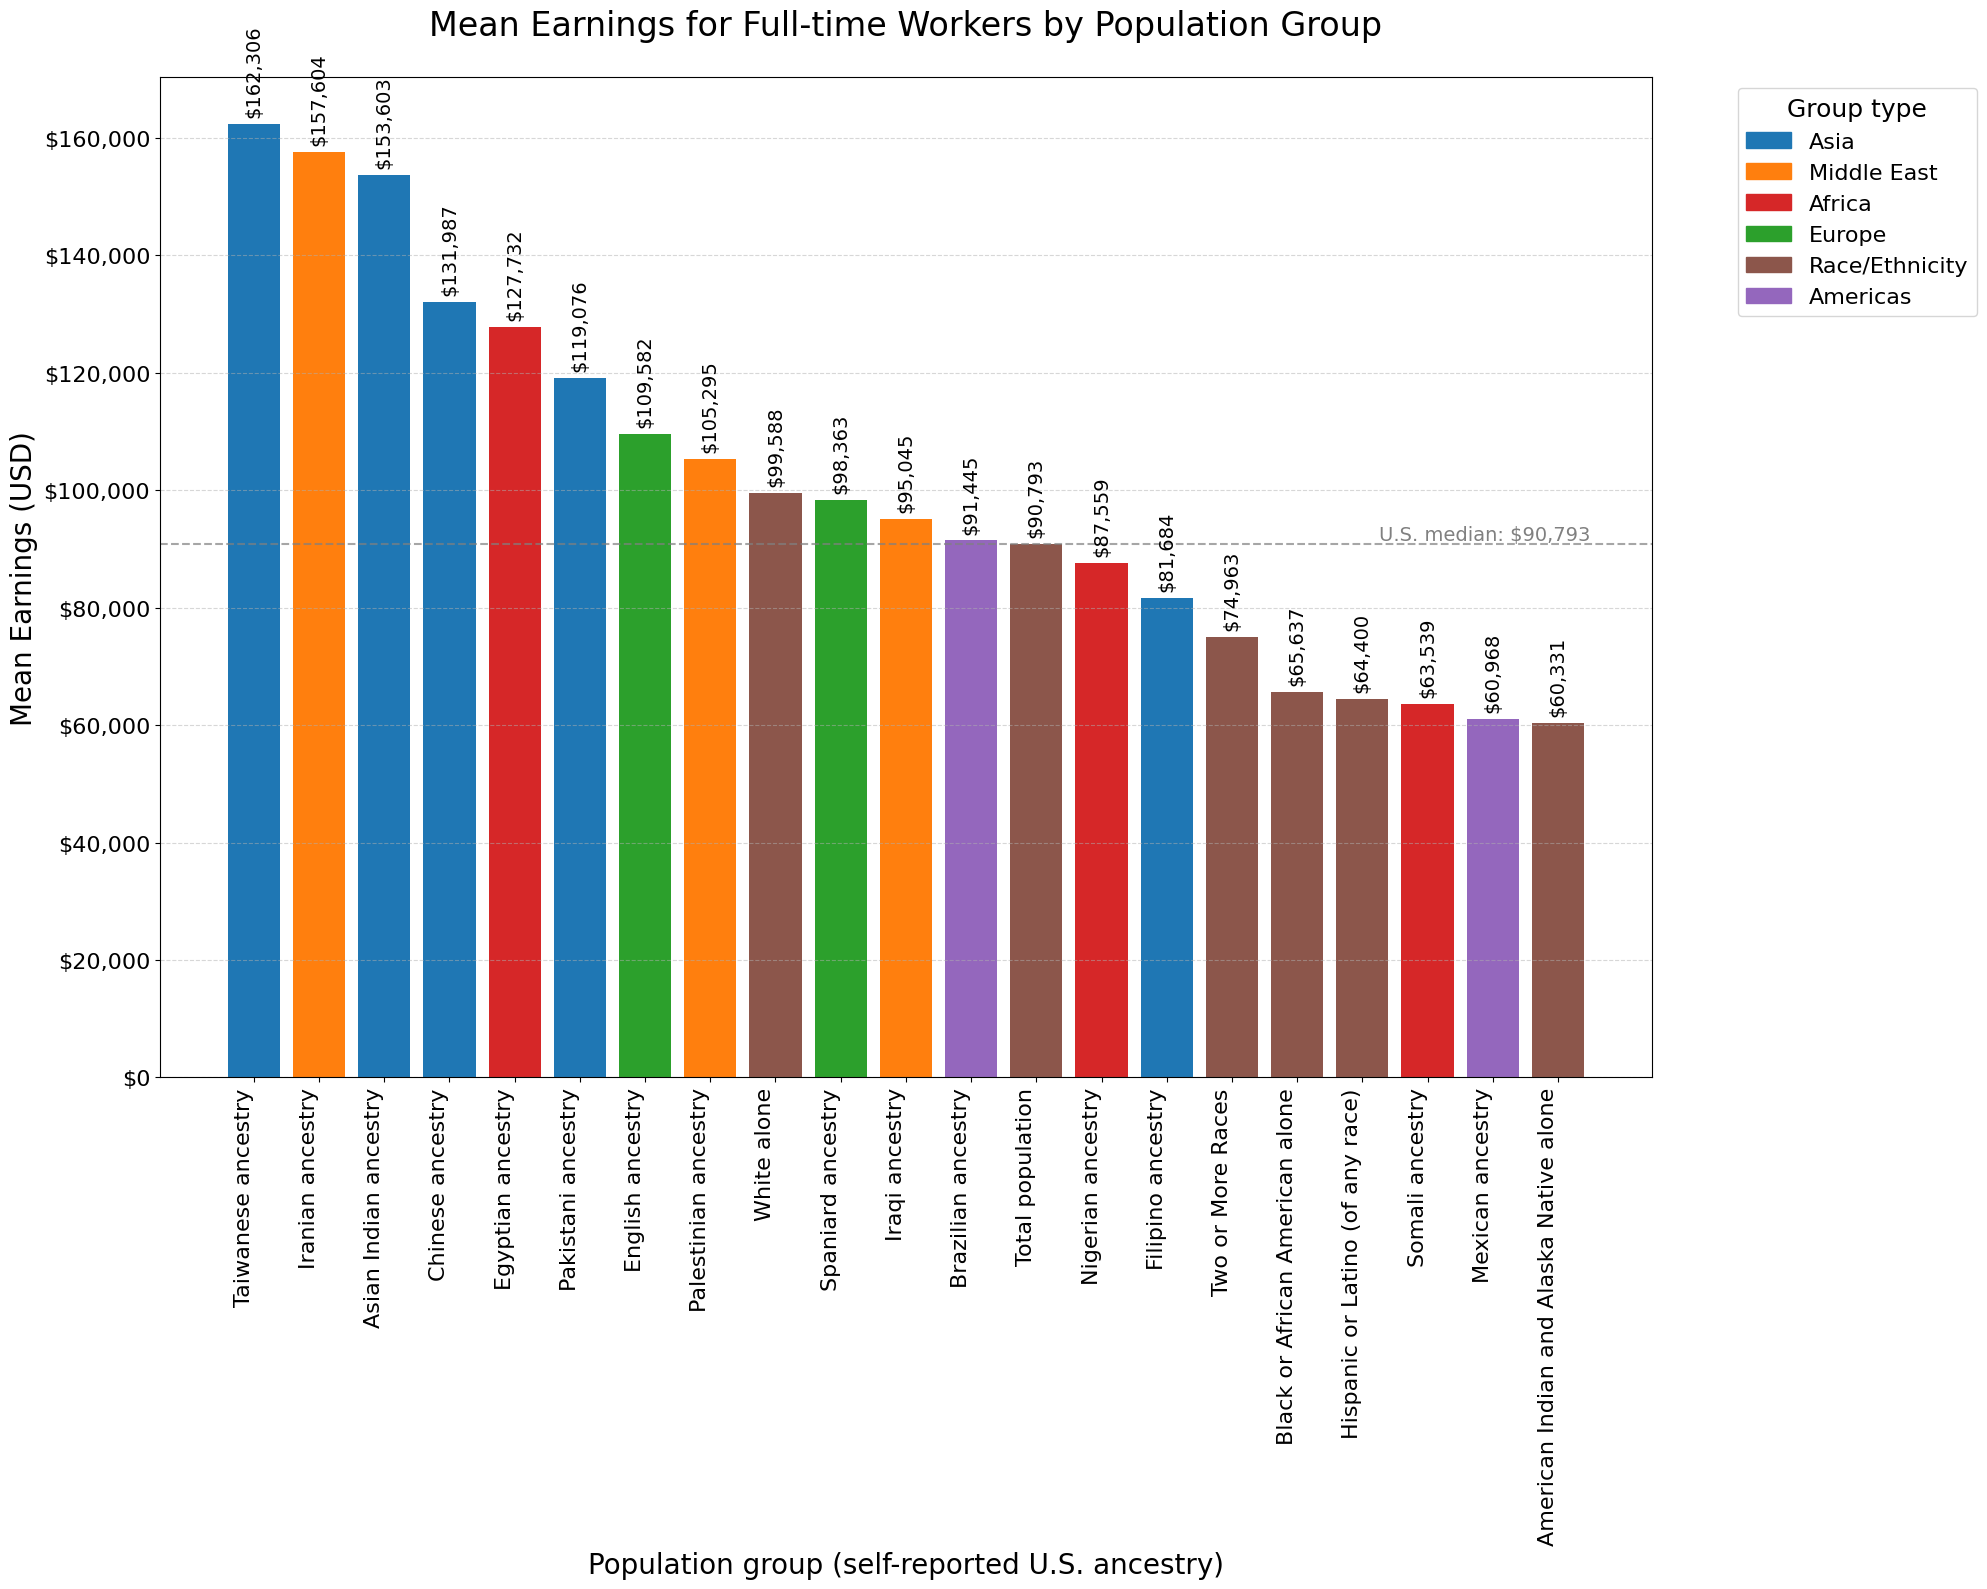 Mean Earnings for Full-time Workers by Population Group
Mean Earnings (USD)
$160,000
$140,000
$120,000
$100,000
$80,000
$60,000
$40,000
$20,000
$0
$162,306
$157,604
$153,603
$131,987
$127,732
$119,076
$109,582
$105,295
$99,588
$98,363
$95,045
$91,445
$90,793
$87,559
$81,684
$74,963
$65,637
$64,400
$63,539
$60,968
$60,331
U.S. median: $90,793
Group type
Asia
Middle East
Africa
Europe
Race/Ethnicity
Americas
Taiwanese ancestry
Iranian ancestry
Asian Indian ancestry
Chinese ancestry
Egyptian ancestry
Pakistani ancestry
English ancestry
Palestinian ancestry
White alone
Spaniard ancestry
Iraqi ancestry
Brazilian ancestry
Total population
Nigerian ancestry
Filipino ancestry
Two or More Races
Black or African American alone
Hispanic or Latino (of any race)
Somali ancestry
Mexican ancestry
American Indian and Alaska Native alone
Population group (self-reported U.S. ancestry)